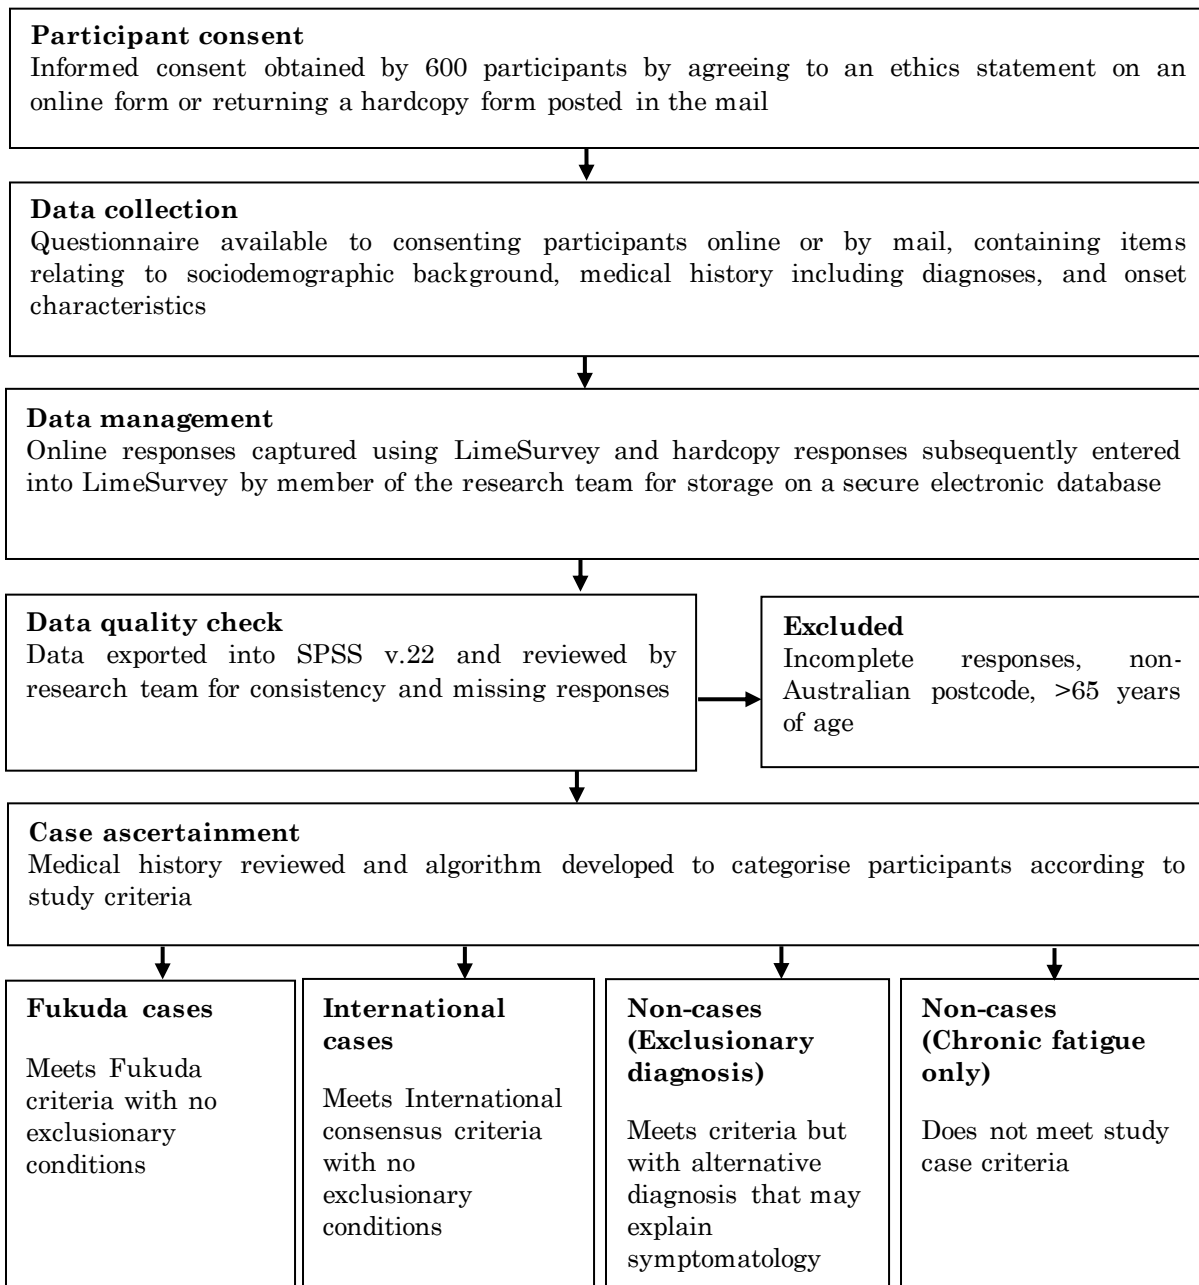 Participant consent
Informed consent obtained by 600 participants by agreeing to an ethics statement on an
online form or returning a hardcopy form posted in the mail
Data collection
Questionnaire available to consenting participants online or by mail, containing items
relating to sociodemographic background, medical history including diagnoses, and onset
characteristics
Data management
Online responses captured using LimeSurvey and hardcopy responses subsequently entered
into LimeSurvey by member of the research team for storage on a secure electronic database
Data quality check
Data exported into SPSS v.22 and reviewed by
research team for consistency and missing responses
Excluded
Incomplete responses, non-
Australian postcode, >65 years
of age
Case ascertainment
Medical history reviewed and algorithm developed to categorise participants according to
study criteria
Fukuda cases
Meets Fukuda
criteria with no
exclusionary
conditions
International
cases
Meets International
consensus criteria
with no
exclusionary
conditions
Non-cases
(Exclusionary
diagnosis)
Meets criteria but
with alternative
diagnosis that may
explain
symptomatology
Non-cases
(Chronic fatigue
only)
Does not meet study
case criteria